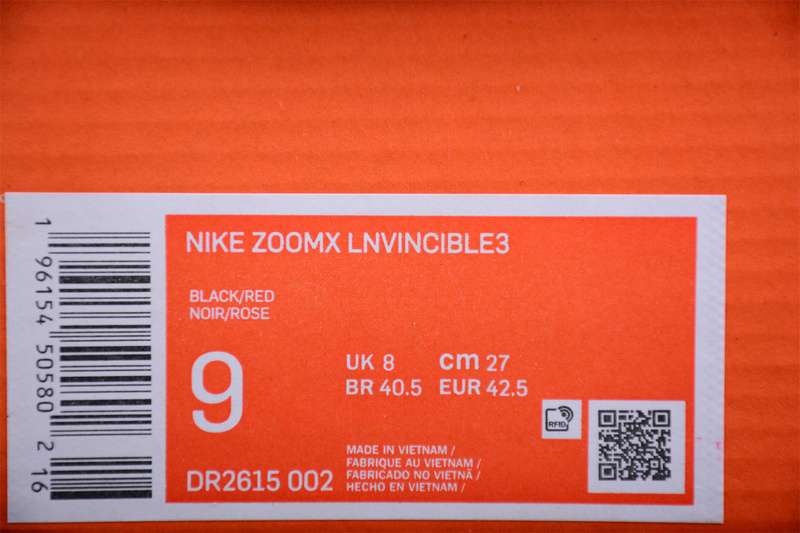 NIKE ZOOMX LNVINCIBLE3
BLACK/RED
NOIR/ROSE
9
UK 8 cm 27
BR 40.5 EUR 42.5
RFID
DR2615 002
MADE IN VIETNAM /
FABRIQUE AU VIETNAM /
FABRICADO NO VIETNÃ /
HECHO EN VIETNAM /
1 96154 50580 2 16